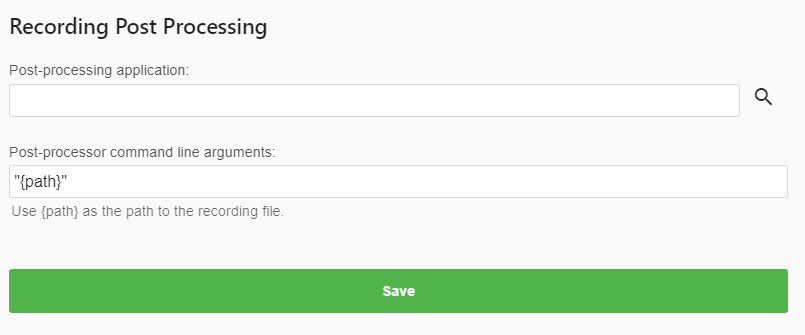 Recording Post Processing
Post-processing application:
Post-processor command line arguments:
"{path}"
Use {path} as the path to the recording file.
Save